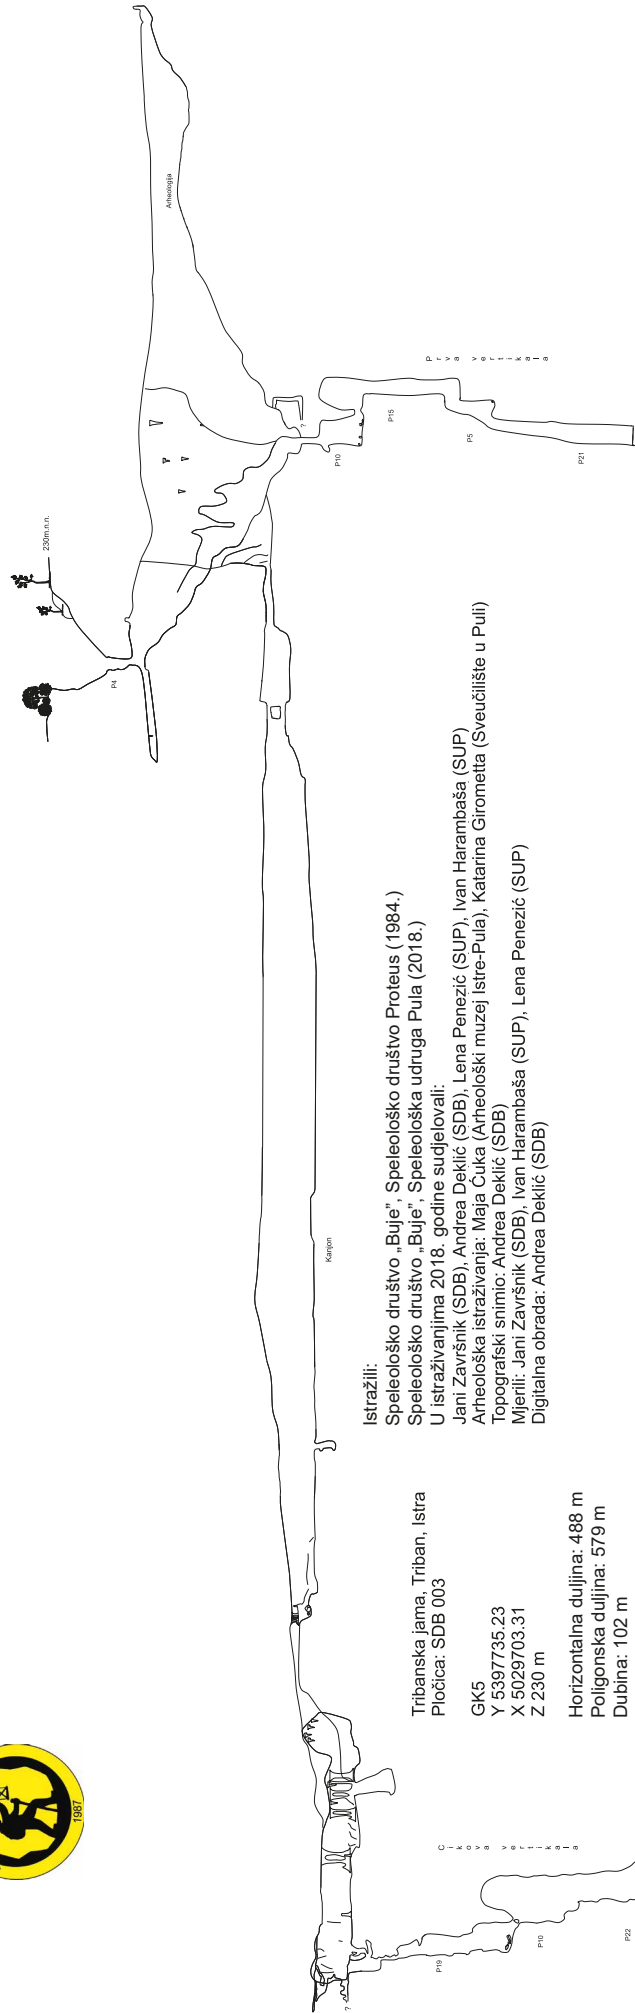 Tribanska jama, Triban, Istra
Pločica: SDB 003
GK5
Y 5397735.23
X 5029703.31
Z 230 m
Horizontalna duljina: 488 m
Poligonska duljina: 579 m
Dubina: 102 m
Istražili:
Speleološko društvo „Buje”, Speleološko društvo Proteus (1984.)
Speleološko društvo „Buje”, Speleološka udruga Pula (2018.)
U istraživanjima 2018. godine sudjelovali:
Jani Završnik (SDB), Andrea Deklić (SDB), Lena Penezić (SUP), Ivan Harambaša (SUP)
Arheološka istraživanja: Maja Čuka (Arheološki muzej Istre-Pula), Katarina Girometta (Sveučilište u Puli)
Topografski snimio: Andrea Deklić (SDB)
Mjerili: Jani Završnik (SDB), Ivan Harambaša (SUP), Lena Penezić (SUP)
Digitalna obrada: Andrea Deklić (SDB)
1987
?
P19
P10
P22
Cikova vertikala
Kanjon
P4
230m.n.n.
Arheologija
?
P10
P15
P5
P21
Prva vertikala